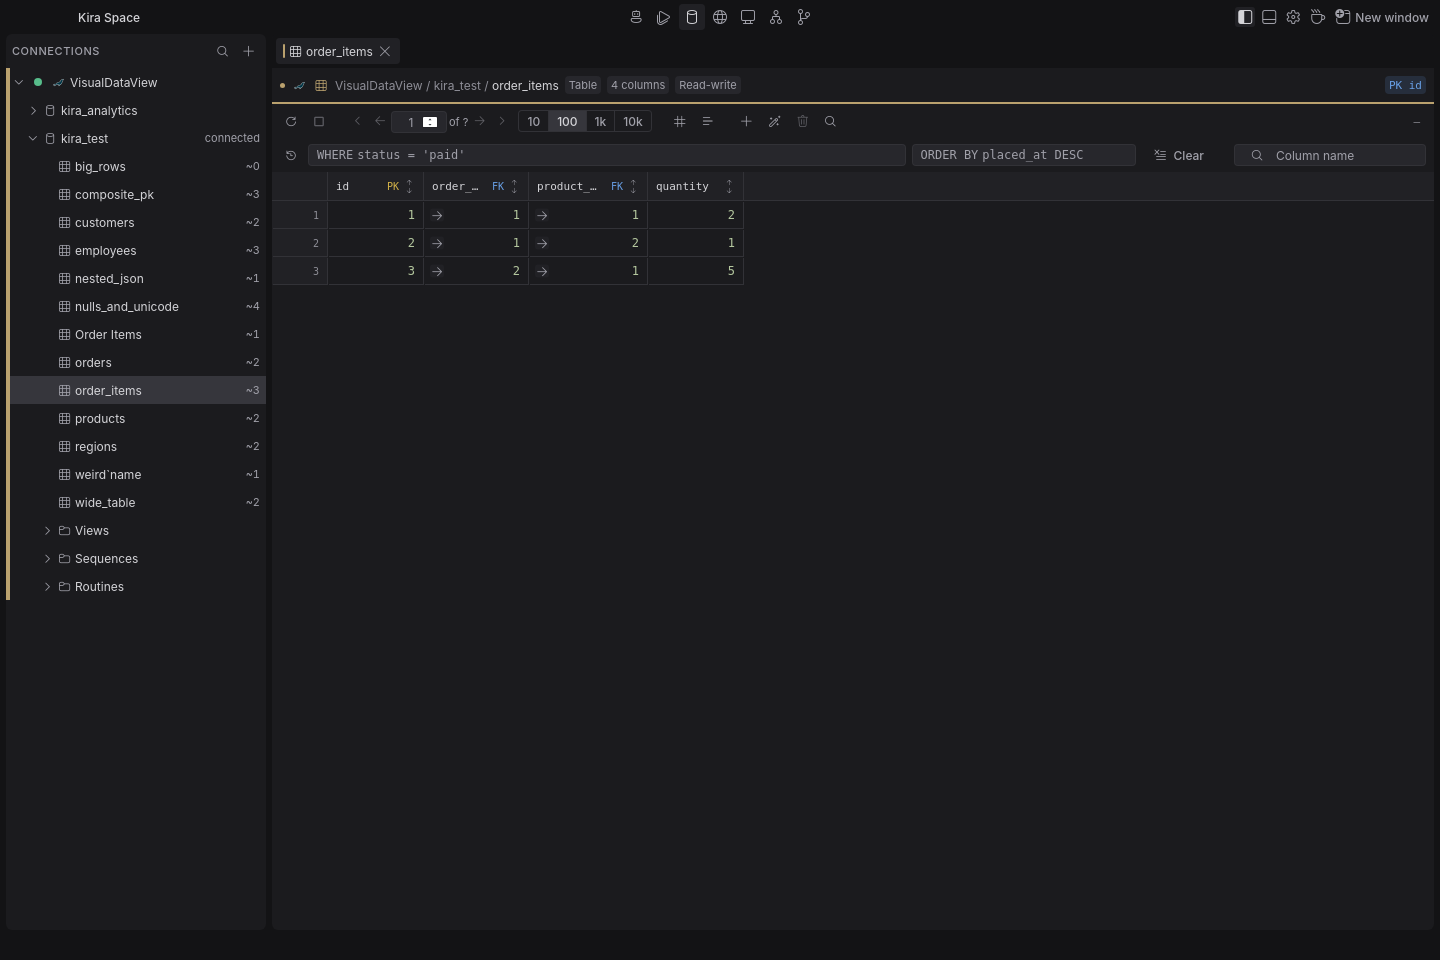 Kira Space
New window
CONNECTIONS
VisualDataView
kira_analytics
kira_test connected
big_rows ~0
composite_pk ~3
customers ~2
employees ~3
nested_json ~1
nulls_and_unicode ~4
Order Items ~1
orders ~2
order_items ~3
products ~2
regions ~2
weird`name ~1
wide_table ~2
Views
Sequences
Routines
order_items
VisualDataView / kira_test / order_items Table 4 columns Read-write PK id
1 of ? 10 100 1k 10k
WHERE status = 'paid' ORDER BY placed_at DESC Clear Column name
id PK order_… FK product_… FK quantity
1 1 1 1 2
2 2 1 2 1
3 3 2 1 5